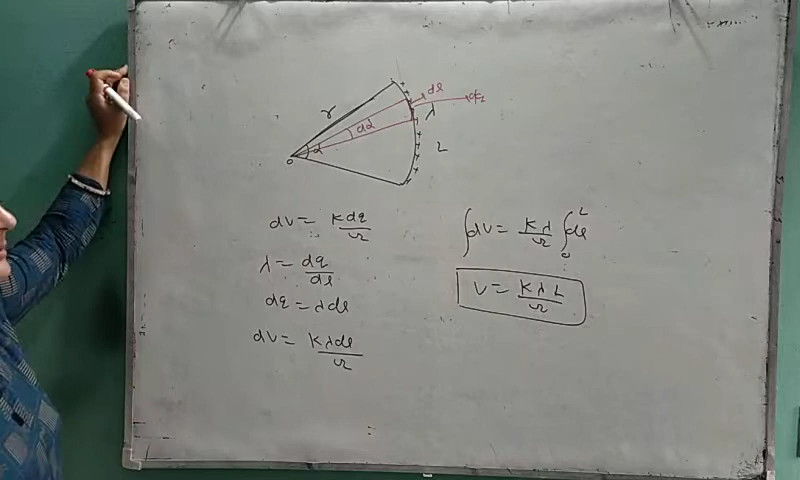 dl
r
dq
λ
dα
α
L
o
dV = Kdq/r
λ = dq/dl
dq = λdl
dV = Kλdl/r
∫dV = Kλ/r ∫₀ᴸ dl
V = KλL/r